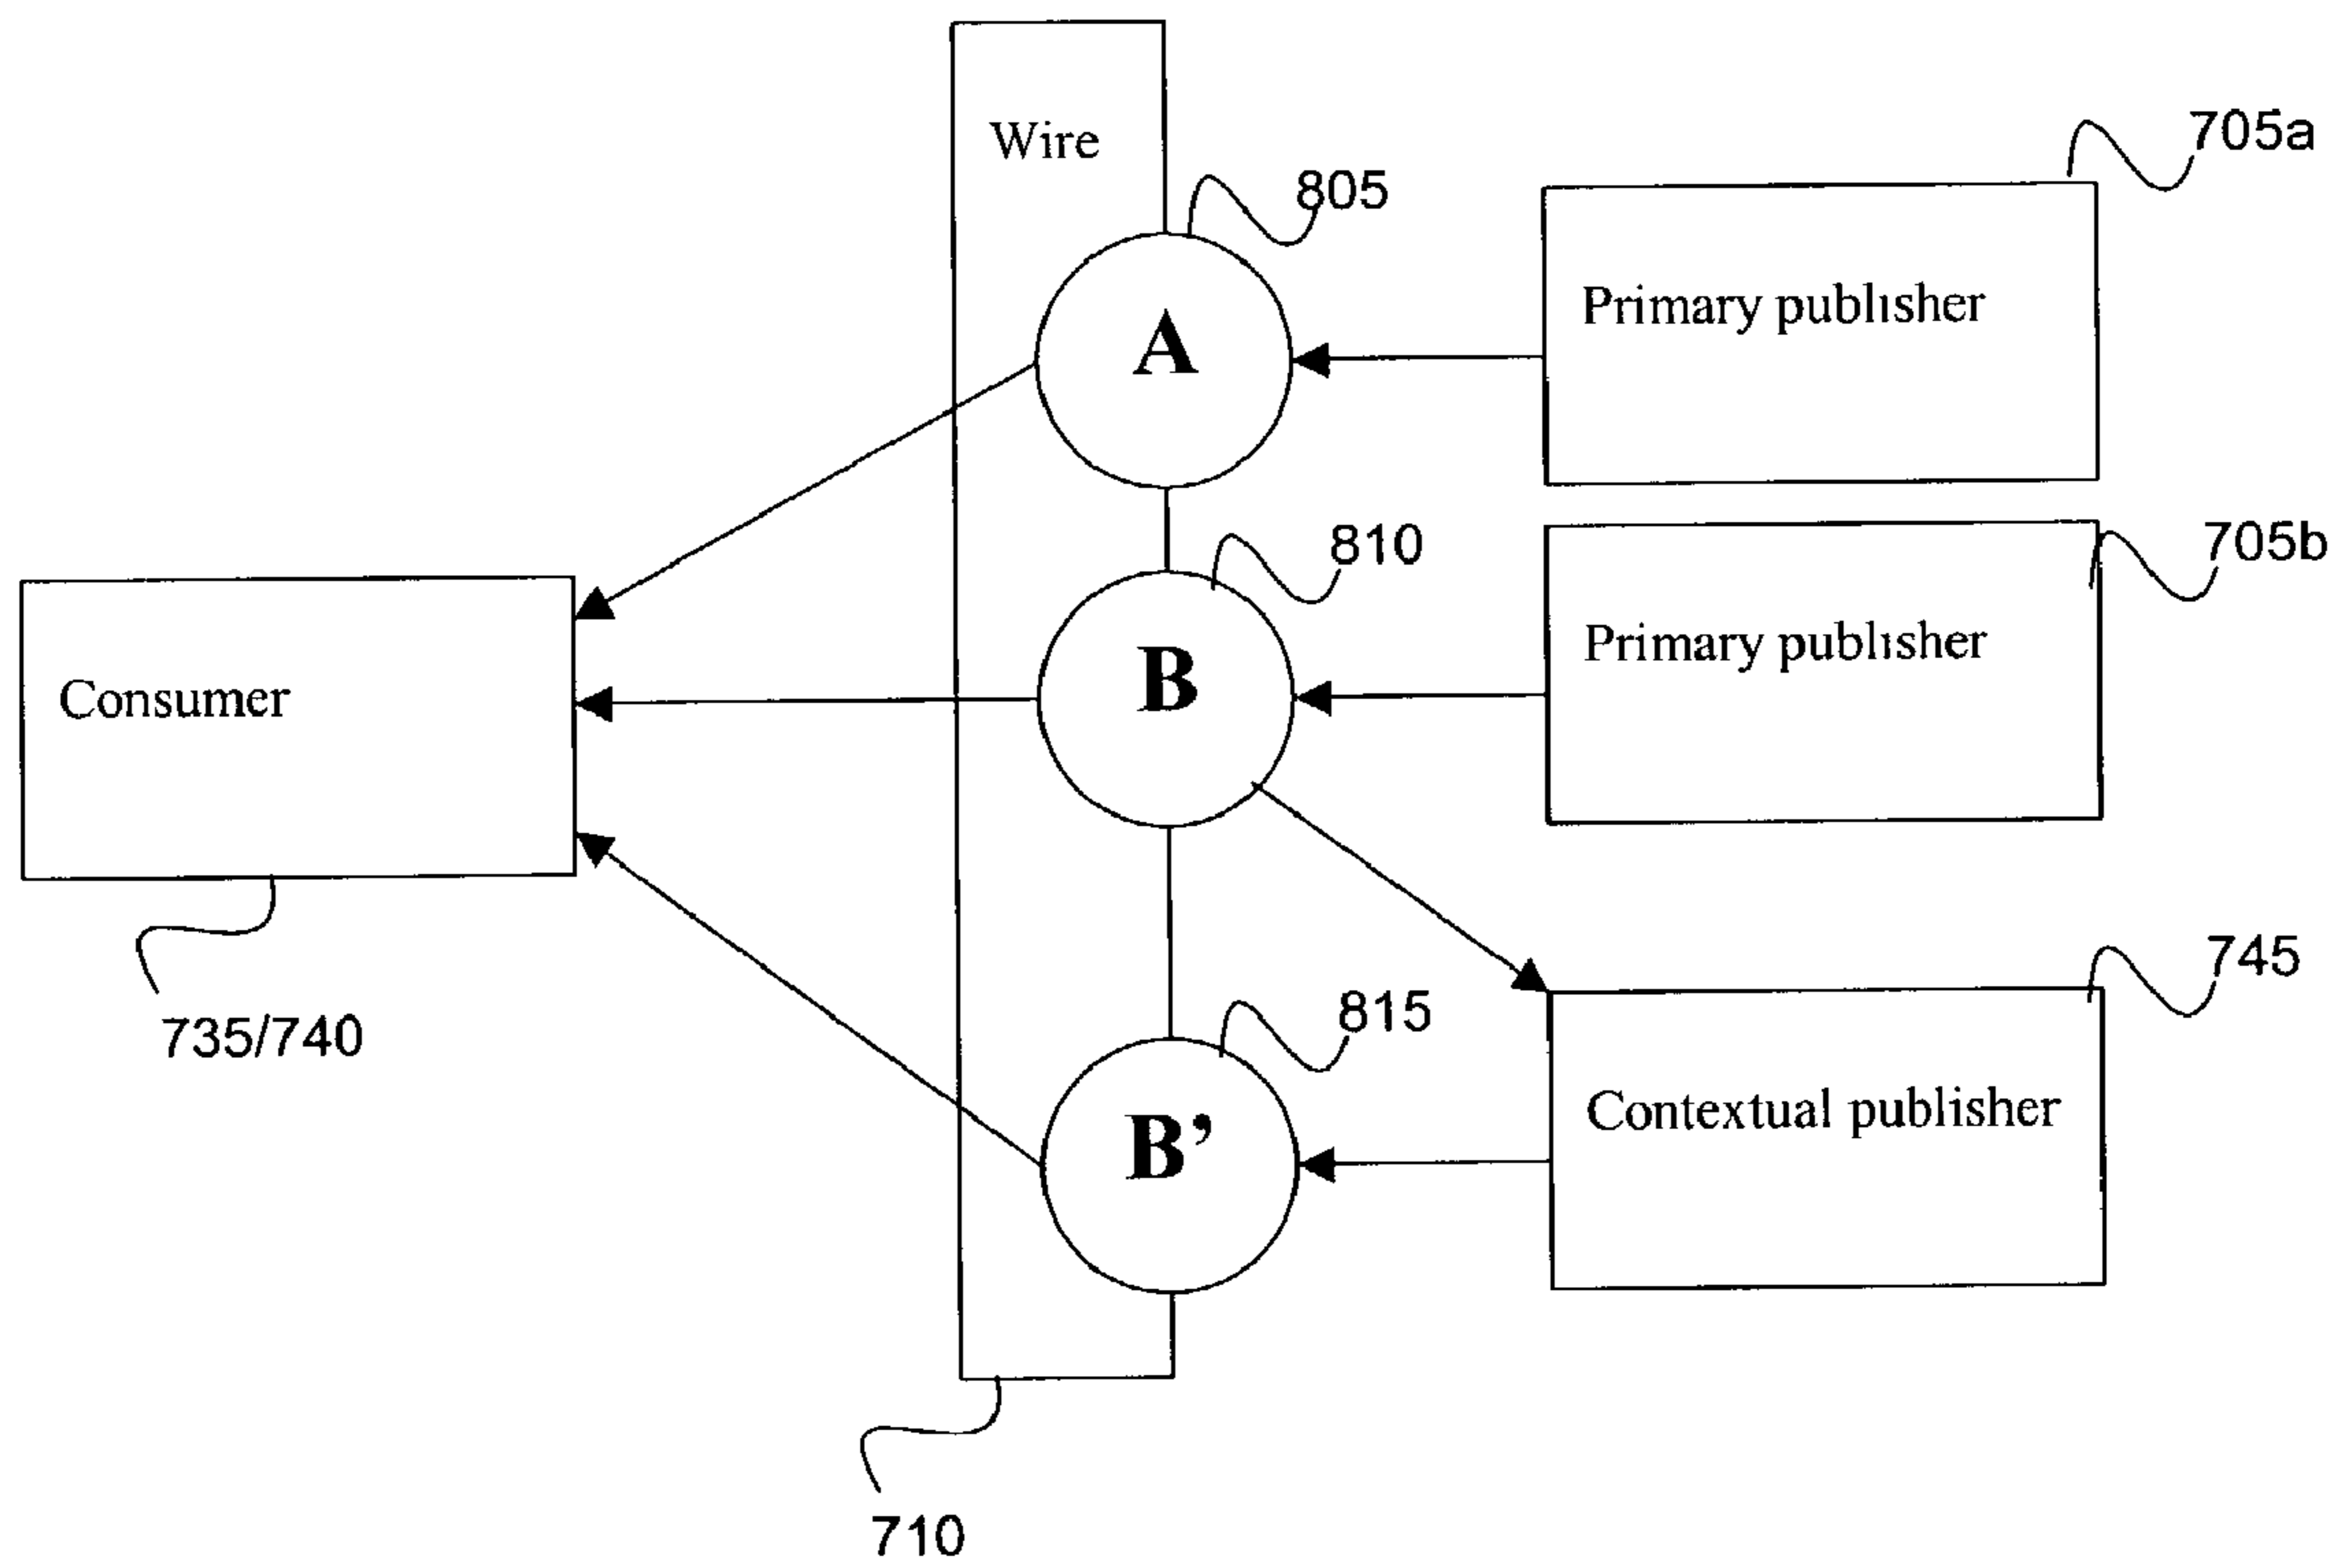 Wire
705a
805
A
Primary publisher
810
705b
B
Primary publisher
Consumer
745
735/740
815
B’
Contextual publisher
710